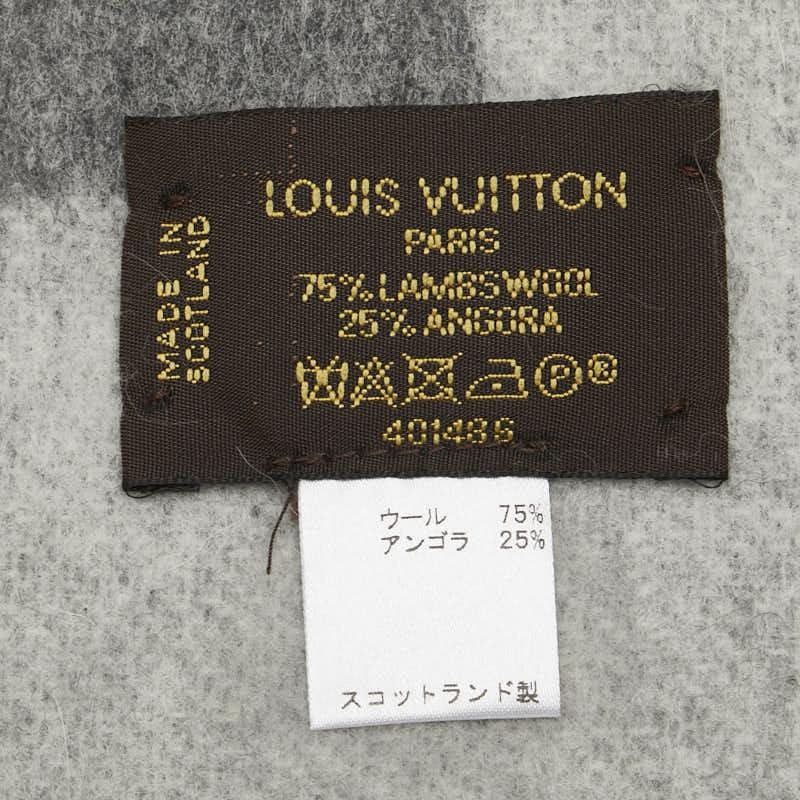 LOUIS VUITTON
PARIS
75% LAMBSWOOL
25% ANGORA
P®
401486
MADE IN
SCOTLAND
ウール 75%
アンゴラ 25%
スコットランド製